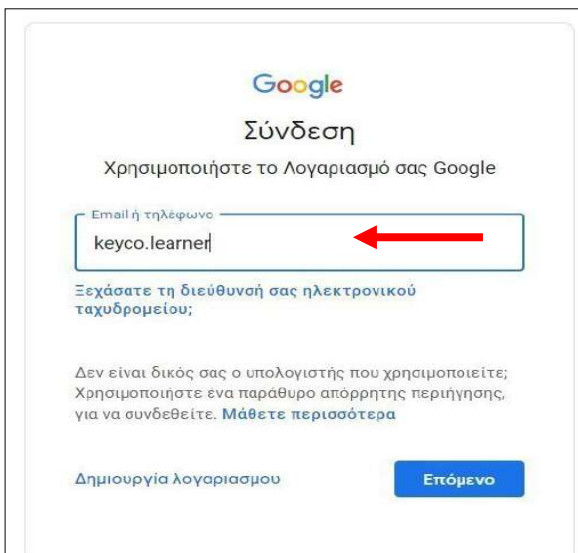 Google
Σύνδεση
Χρησιμοποιήστε το Λογαριασμό σας Google
Email ή τηλέφωνο
keyco.learner
Ξεχάσατε τη διεύθυνσή σας ηλεκτρονικού
ταχυδρομείου;
Δεν είναι δικός σας ο υπολογιστής που χρησιμοποιείτε;
Χρησιμοποιήστε ένα παράθυρο απόρρητης περιήγησης,
για να συνδεθείτε. Μάθετε περισσότερα
Δημιουργία λογαριασμου
Επόμενο